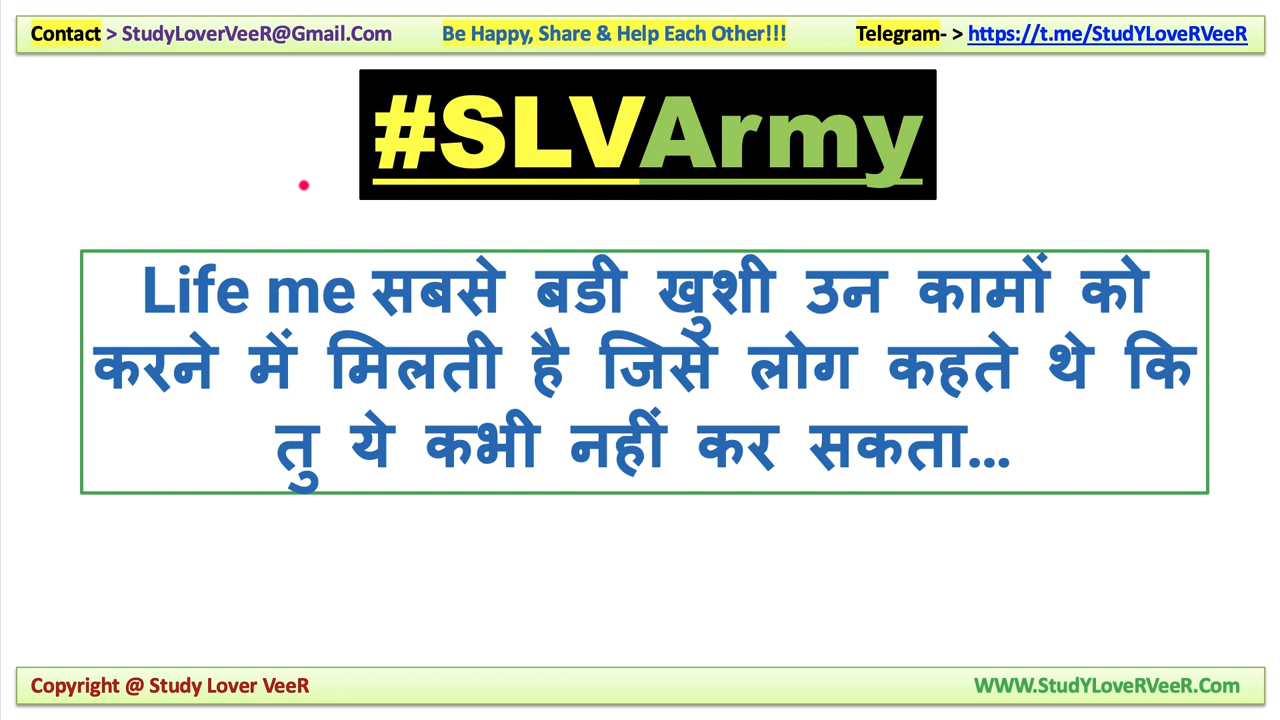 Contact > StudyLoverVeeR@Gmail.Com Be Happy, Share & Help Each Other!!! Telegram- > https://t.me/StudYLoveRVeeR
#SLVArmy
Life me सबसे बडी खुशी उन कामों को
करने में मिलती है जिसे लोग कहते थे कि
तु ये कभी नहीं कर सकता...
Copyright @ Study Lover VeeR WWW.StudYLoveRVeeR.Com